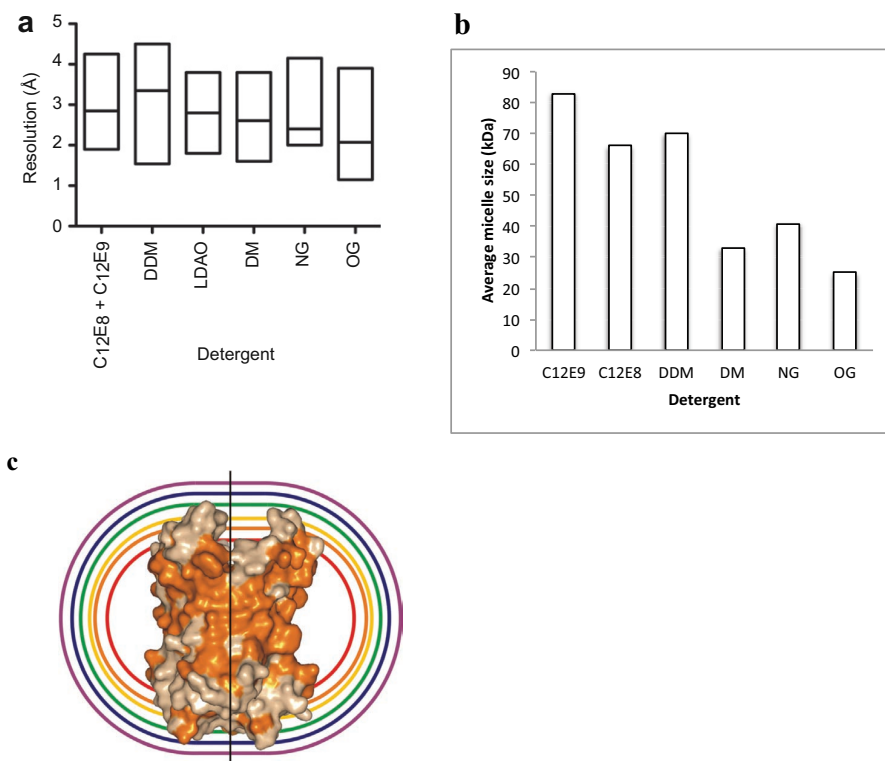 a
Resolution (Å)
5
4
3
2
1
0
C12E8 + C12E9
DDM
LDAO
DM
NG
OG
Detergent
b
Average micelle size (kDa)
90
80
70
60
50
40
30
20
10
0
C12E9
C12E8
DDM
DM
NG
OG
Detergent
c